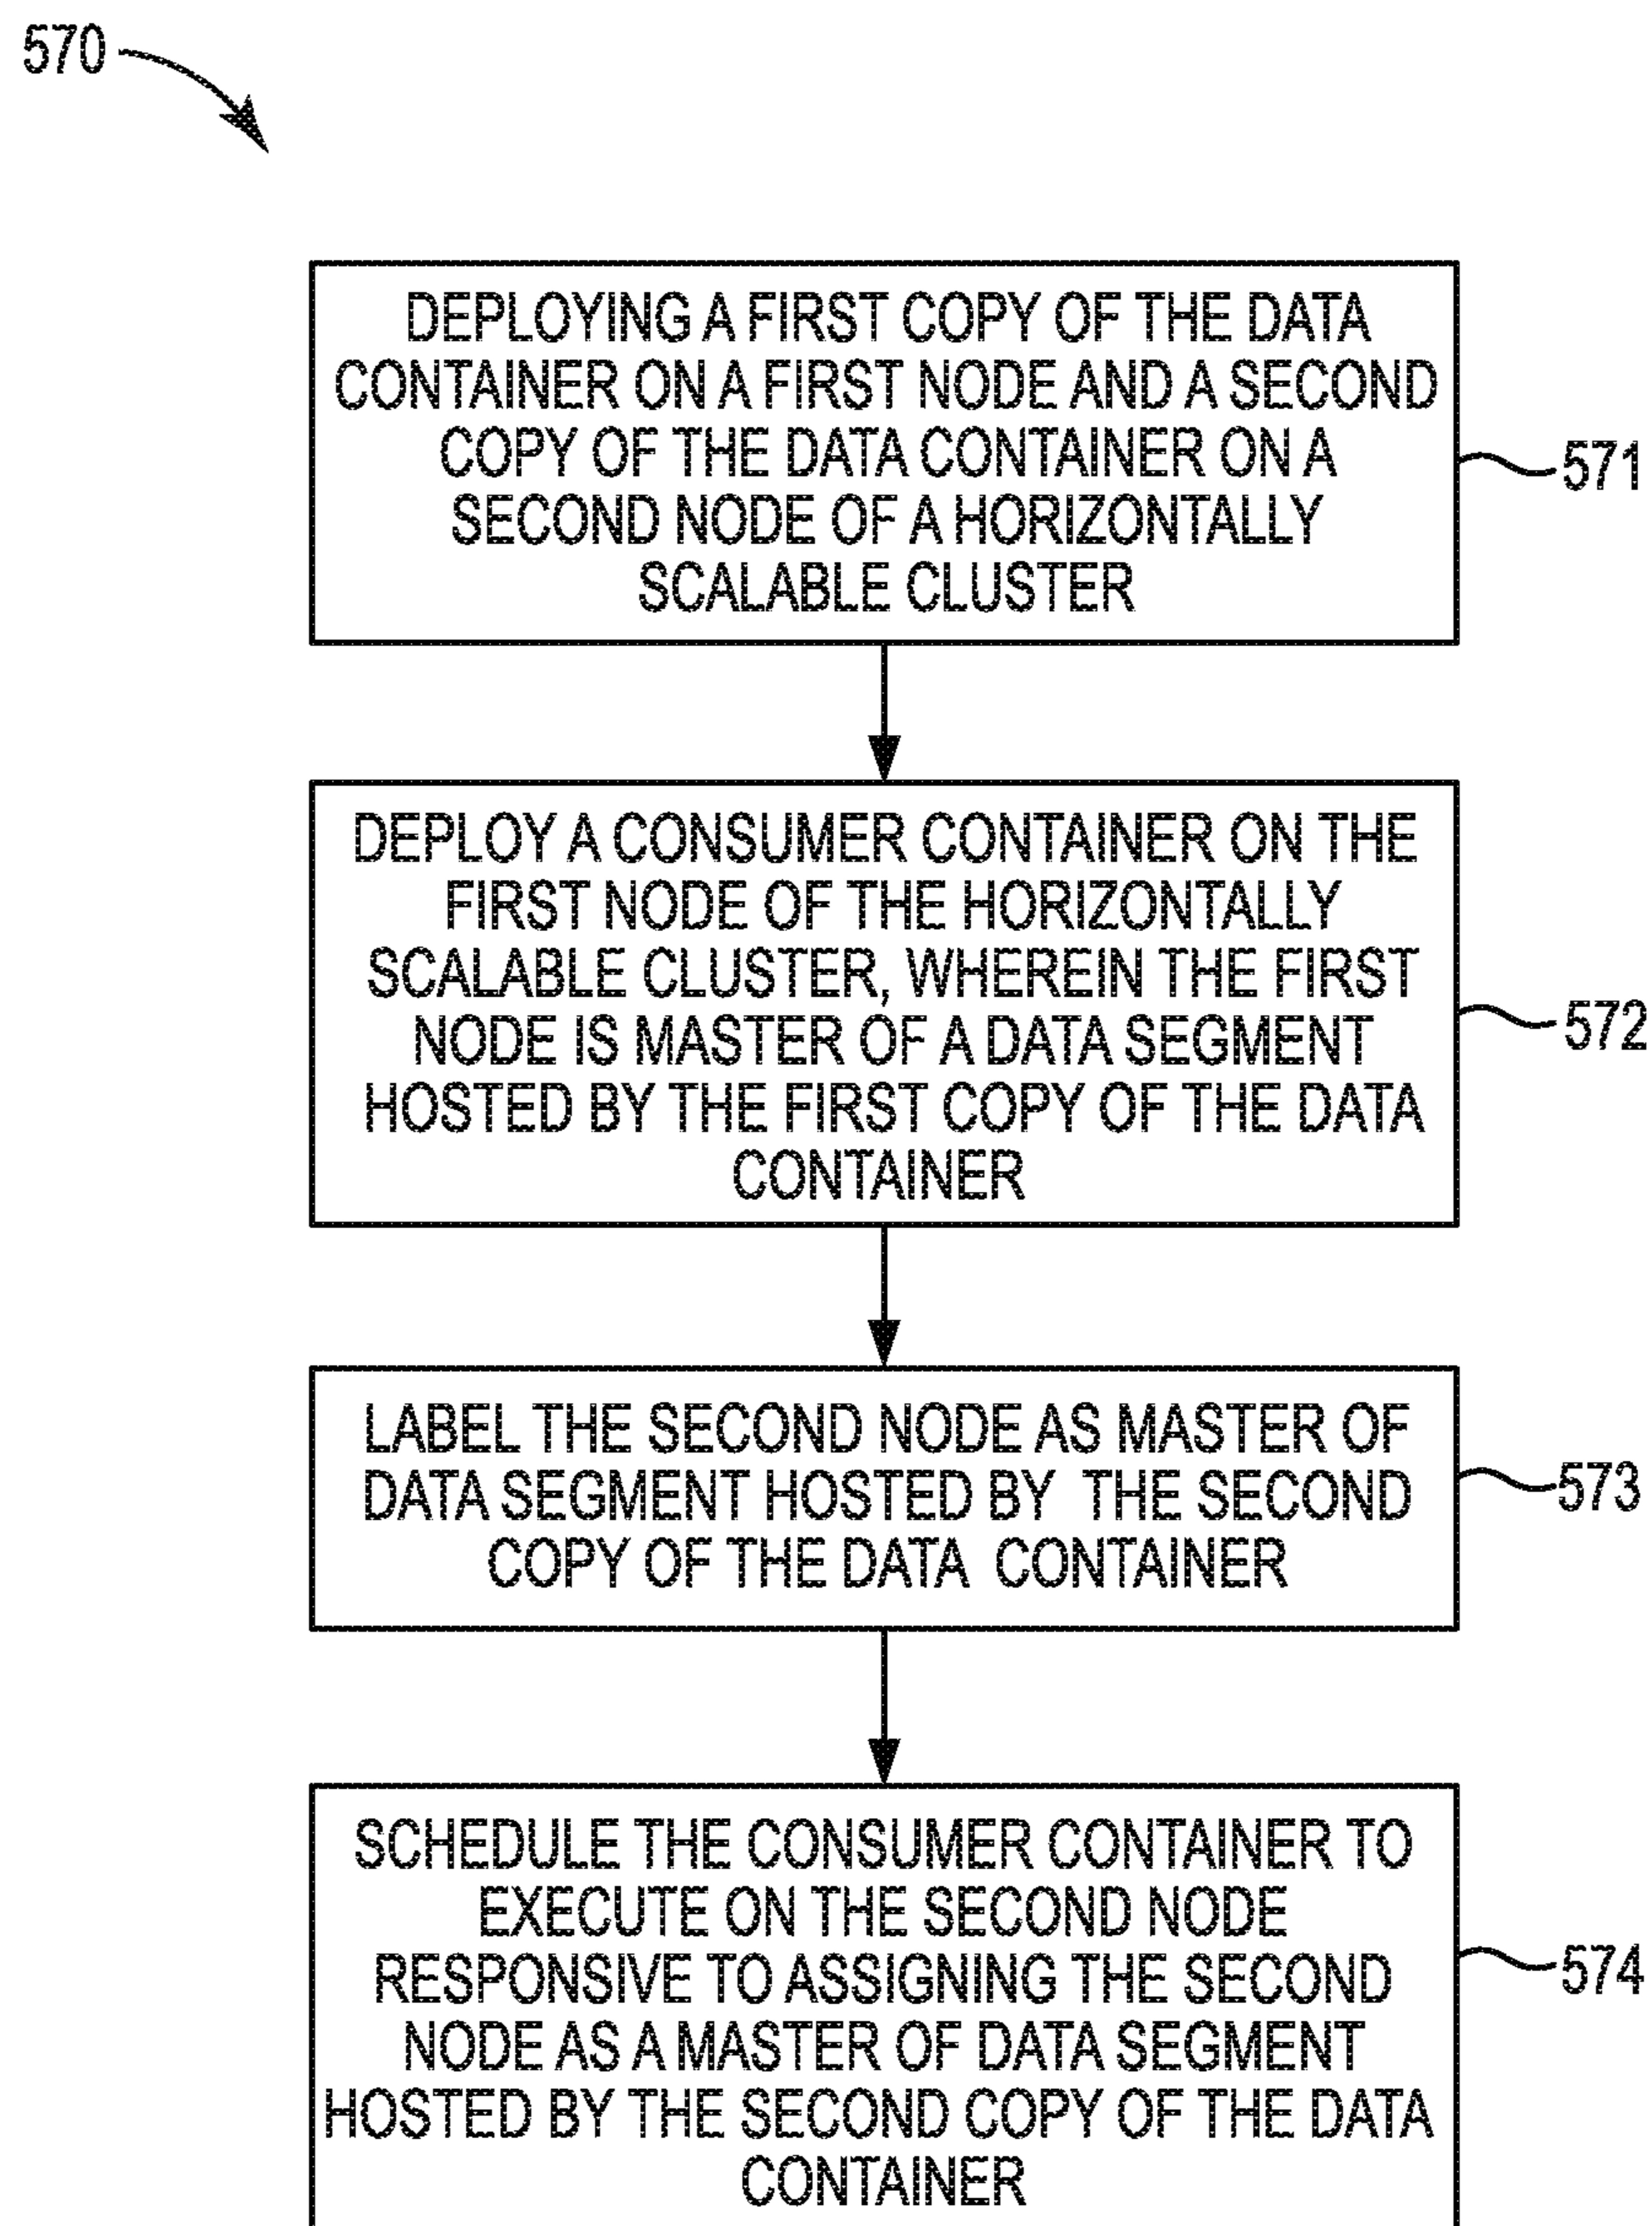 570
DEPLOYING A FIRST COPY OF THE DATA
CONTAINER ON A FIRST NODE AND A SECOND
COPY OF THE DATA CONTAINER ON A
SECOND NODE OF A HORIZONTALLY
SCALABLE CLUSTER
571
DEPLOY A CONSUMER CONTAINER ON THE
FIRST NODE OF THE HORIZONTALLY
SCALABLE CLUSTER, WHEREIN THE FIRST
NODE IS MASTER OF A DATA SEGMENT
HOSTED BY THE FIRST COPY OF THE DATA
CONTAINER
572
LABEL THE SECOND NODE AS MASTER OF
DATA SEGMENT HOSTED BY THE SECOND
COPY OF THE DATA CONTAINER
573
SCHEDULE THE CONSUMER CONTAINER TO
EXECUTE ON THE SECOND NODE
RESPONSIVE TO ASSIGNING THE SECOND
NODE AS A MASTER OF DATA SEGMENT
HOSTED BY THE SECOND COPY OF THE DATA
CONTAINER
574